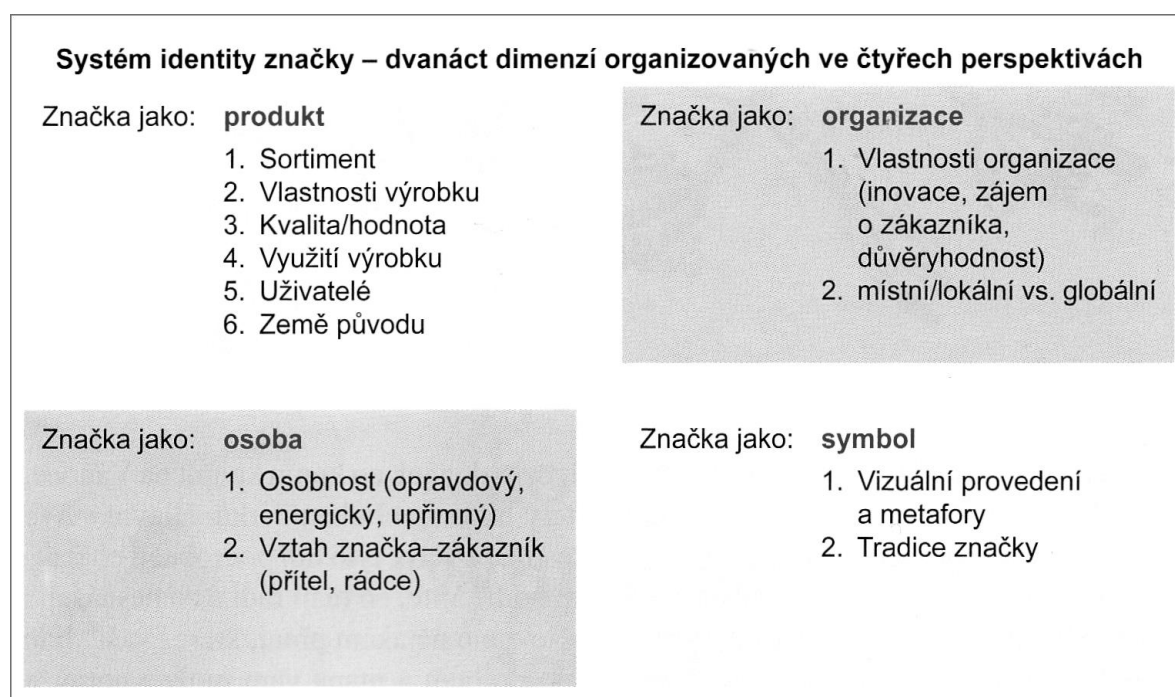 Systém identity značky – dvanáct dimenzí organizovaných ve čtyřech perspektivách
Značka jako: produkt
1. Sortiment
2. Vlastnosti výrobku
3. Kvalita/hodnota
4. Využití výrobku
5. Uživatelé
6. Země původu
Značka jako: organizace
1. Vlastnosti organizace
(inovace, zájem
o zákazníka,
důvěryhodnost)
2. místní/lokální vs. globální
Značka jako: osoba
1. Osobnost (opravdový,
energický, upřimný)
2. Vztah značka–zákazník
(přítel, rádce)
Značka jako: symbol
1. Vizuální provedení
a metafory
2. Tradice značky